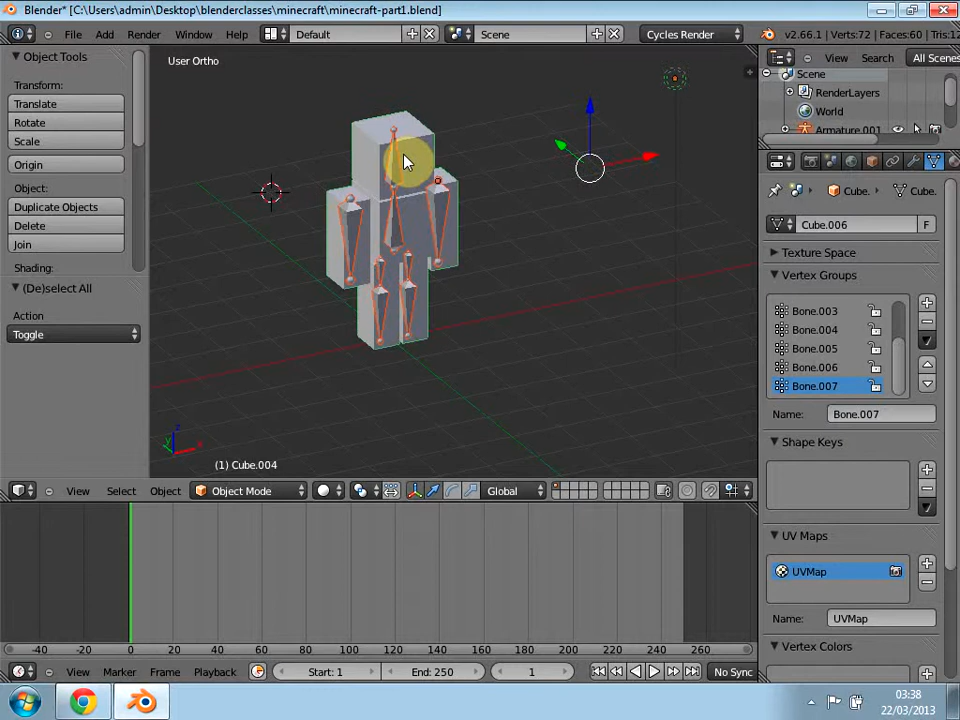 Blender* [C:\Users\admin\Desktop\blenderclasses\minecraft\minecraft-part1.blend]
File Add Render Window Help Default Scene Cycles Render v2.66.1 | Verts:72 | Faces:60 | Tris:12
Object Tools
Transform:
Translate
Rotate
Scale
Origin
Object:
Duplicate Objects
Delete
Join
Shading:
(De)select All
Action
Toggle
User Ortho
z
y
x
(1) Cube.004
View Search All Scenes
Scene
RenderLayers
World
Armature.001
Cube. Cube.
Cube.006 F
Texture Space
Vertex Groups
Bone.003
Bone.004
Bone.005
Bone.006
Bone.007
Name: Bone.007
Shape Keys
UV Maps
UVMap
Name: UVMap
Vertex Colors
View Select Object Object Mode Global
-40 -20 0 20 40 60 80 100 120 140 160 180 200 220 240 260
View Marker Frame Playback Start: 1 End: 250 1 No Sync
03:38
22/03/2013